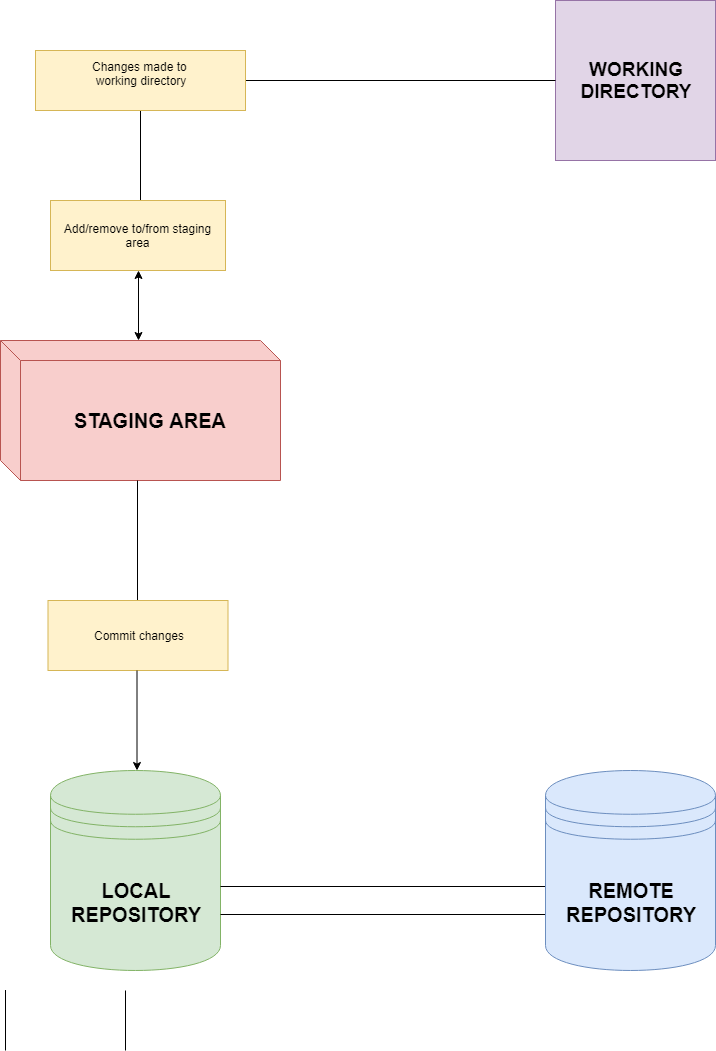 Changes made to
working directory
WORKING
DIRECTORY
Add/remove to/from staging
area
STAGING AREA
Commit changes
LOCAL
REPOSITORY
REMOTE
REPOSITORY